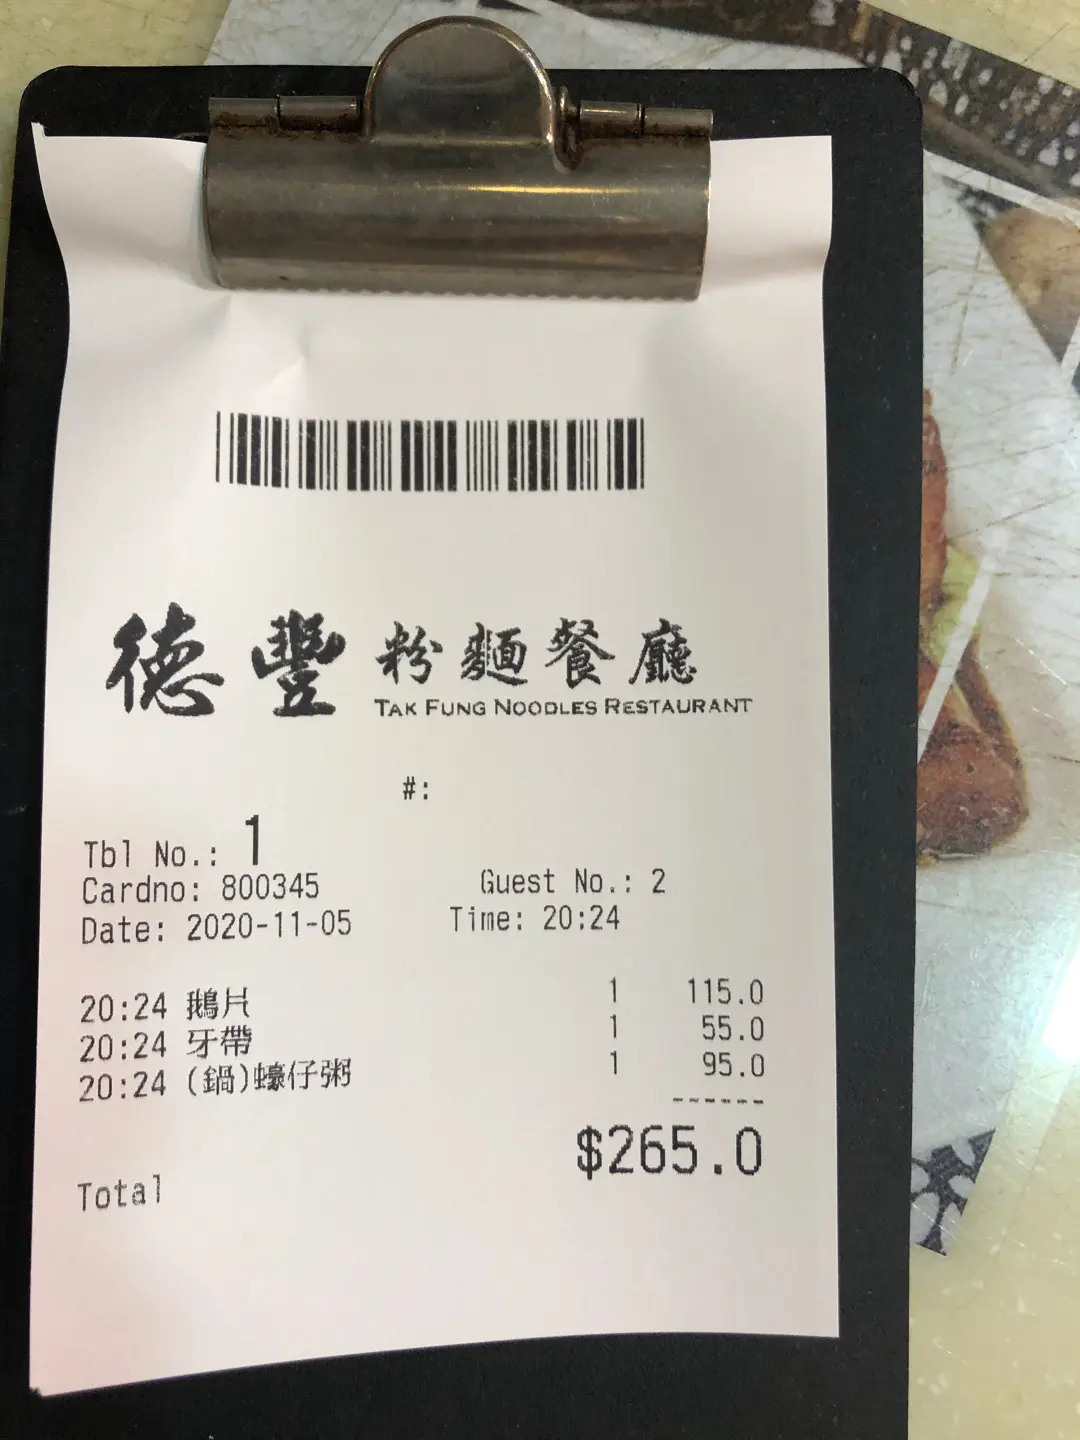 德豐粉麵餐廳
TAK FUNG NOODLES RESTAURANT
#:
Tbl No.: 1
Cardno: 800345 Guest No.: 2
Date: 2020-11-05 Time: 20:24
20:24 鵝片 1 115.0
20:24 牙帶 1 55.0
20:24 (鍋)蠔仔粥 1 95.0
------
$265.0
Total